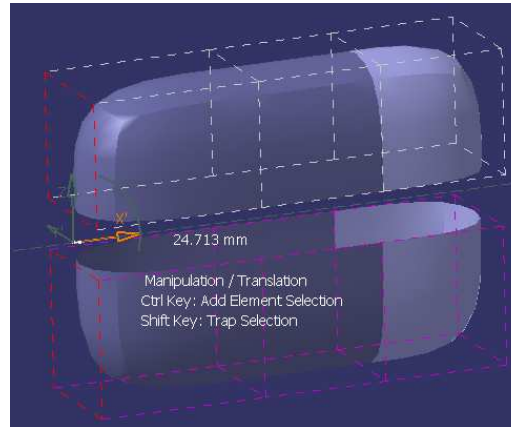 X'
24.713 mm
Manipulation / Translation
Ctrl Key: Add Element Selection
Shift Key: Trap Selection